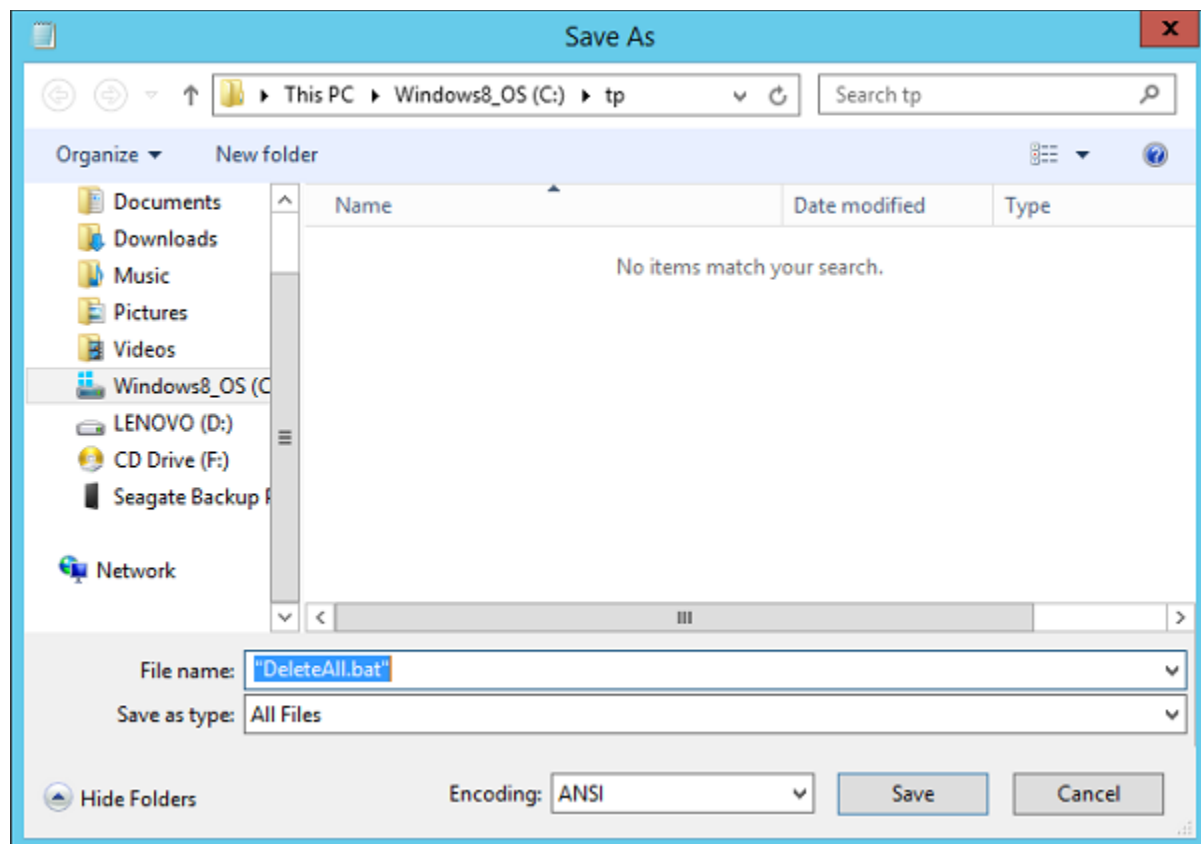 Save As
x
This PC Windows8_OS (C:) tp
Search tp
Organize New folder
Name Date modified Type
Documents
Downloads
Music
Pictures
Videos
Windows8_OS (C
LENOVO (D:)
CD Drive (F:)
Seagate Backup P
Network
No items match your search.
File name: "DeleteAll.bat"
Save as type: All Files
Hide Folders Encoding: ANSI Save Cancel